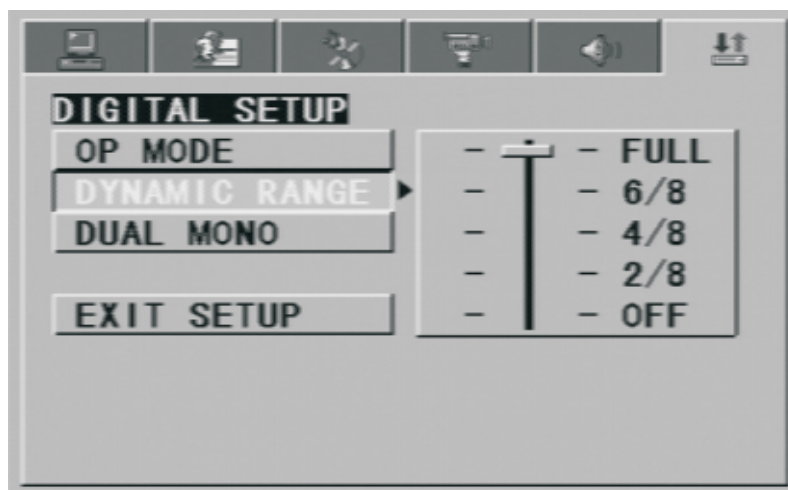 DIGITAL SETUP
OP MODE
DYNAMIC RANGE
DUAL MONO
EXIT SETUP
FULL
6/8
4/8
2/8
OFF